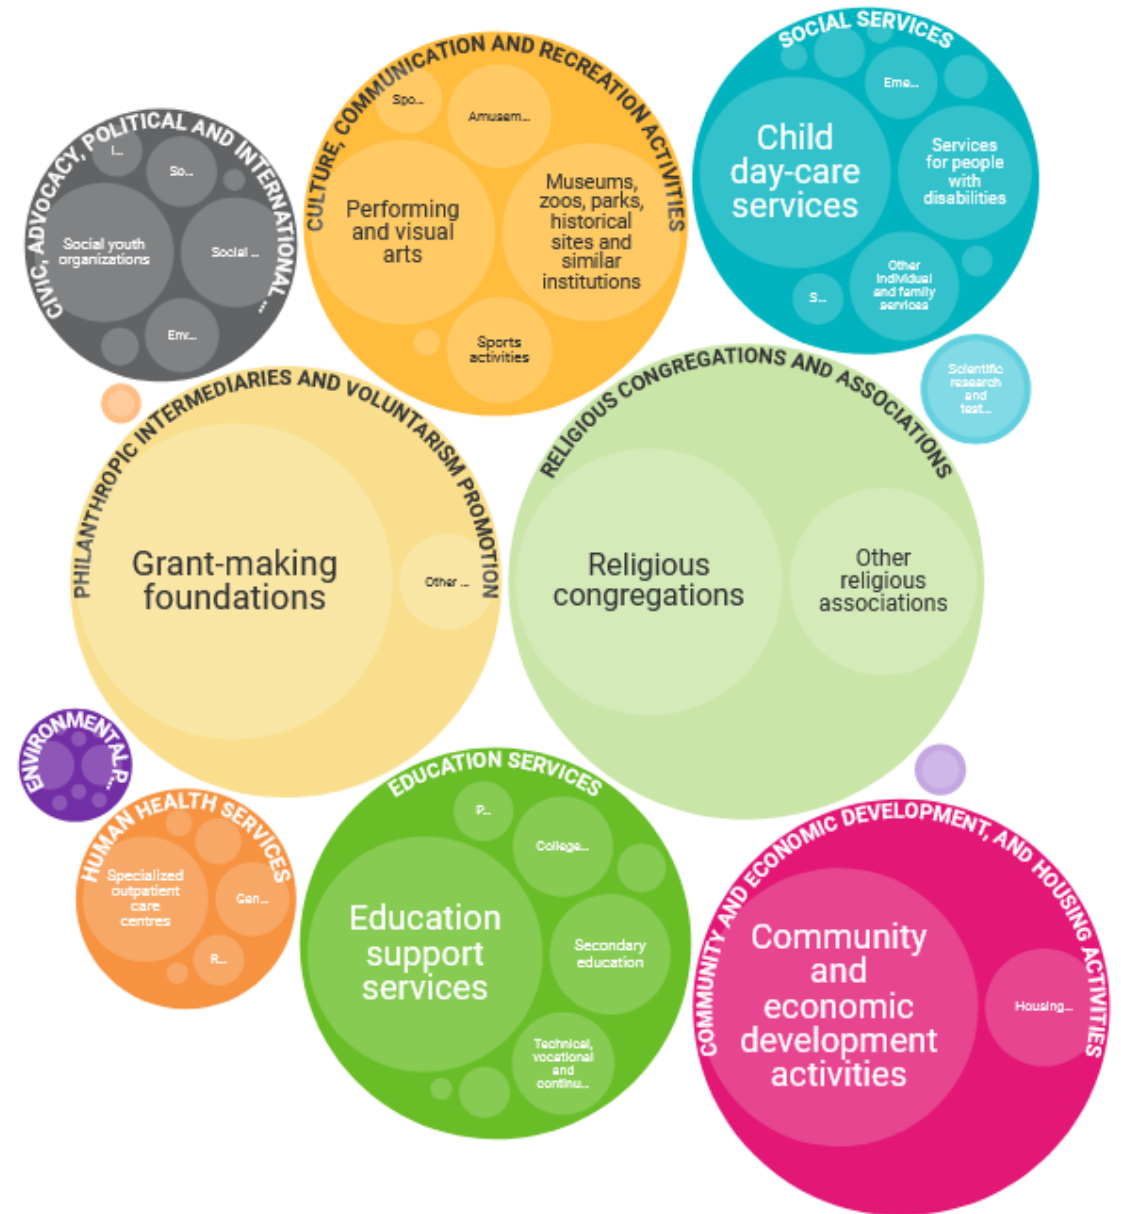 SOCIAL SERVICES
Eme...
Child
day-care
services
Services
for people
with
disabilities
Other
individual
and family
services
S...
CULTURE, COMMUNICATION AND RECREATION ACTIVITIES
Spo...
Amusem...
Performing
and visual
arts
Museums,
zoos, parks,
historical
sites and
similar
institutions
Sports
activities
CIVIC, ADVOCACY, POLITICAL AND INTERNATIONAL ...
I...
So...
Social youth
organizations
Social ...
Env...
Scientific
research
and
test...
PHILANTHROPIC INTERMEDIARIES AND VOLUNTARISM PROMOTION
Grant-making
foundations
Other ...
RELIGIOUS CONGREGATIONS AND ASSOCIATIONS
Religious
congregations
Other
religious
associations
ENVIRONMENTAL P...
HUMAN HEALTH SERVICES
Specialized
outpatient
care
centres
Gen...
R...
EDUCATION SERVICES
P...
College...
Education
support
services
Secondary
education
Technical,
vocational
and
continu...
COMMUNITY AND ECONOMIC DEVELOPMENT, AND HOUSING ACTIVITIES
Community
and
economic
development
activities
Housing...